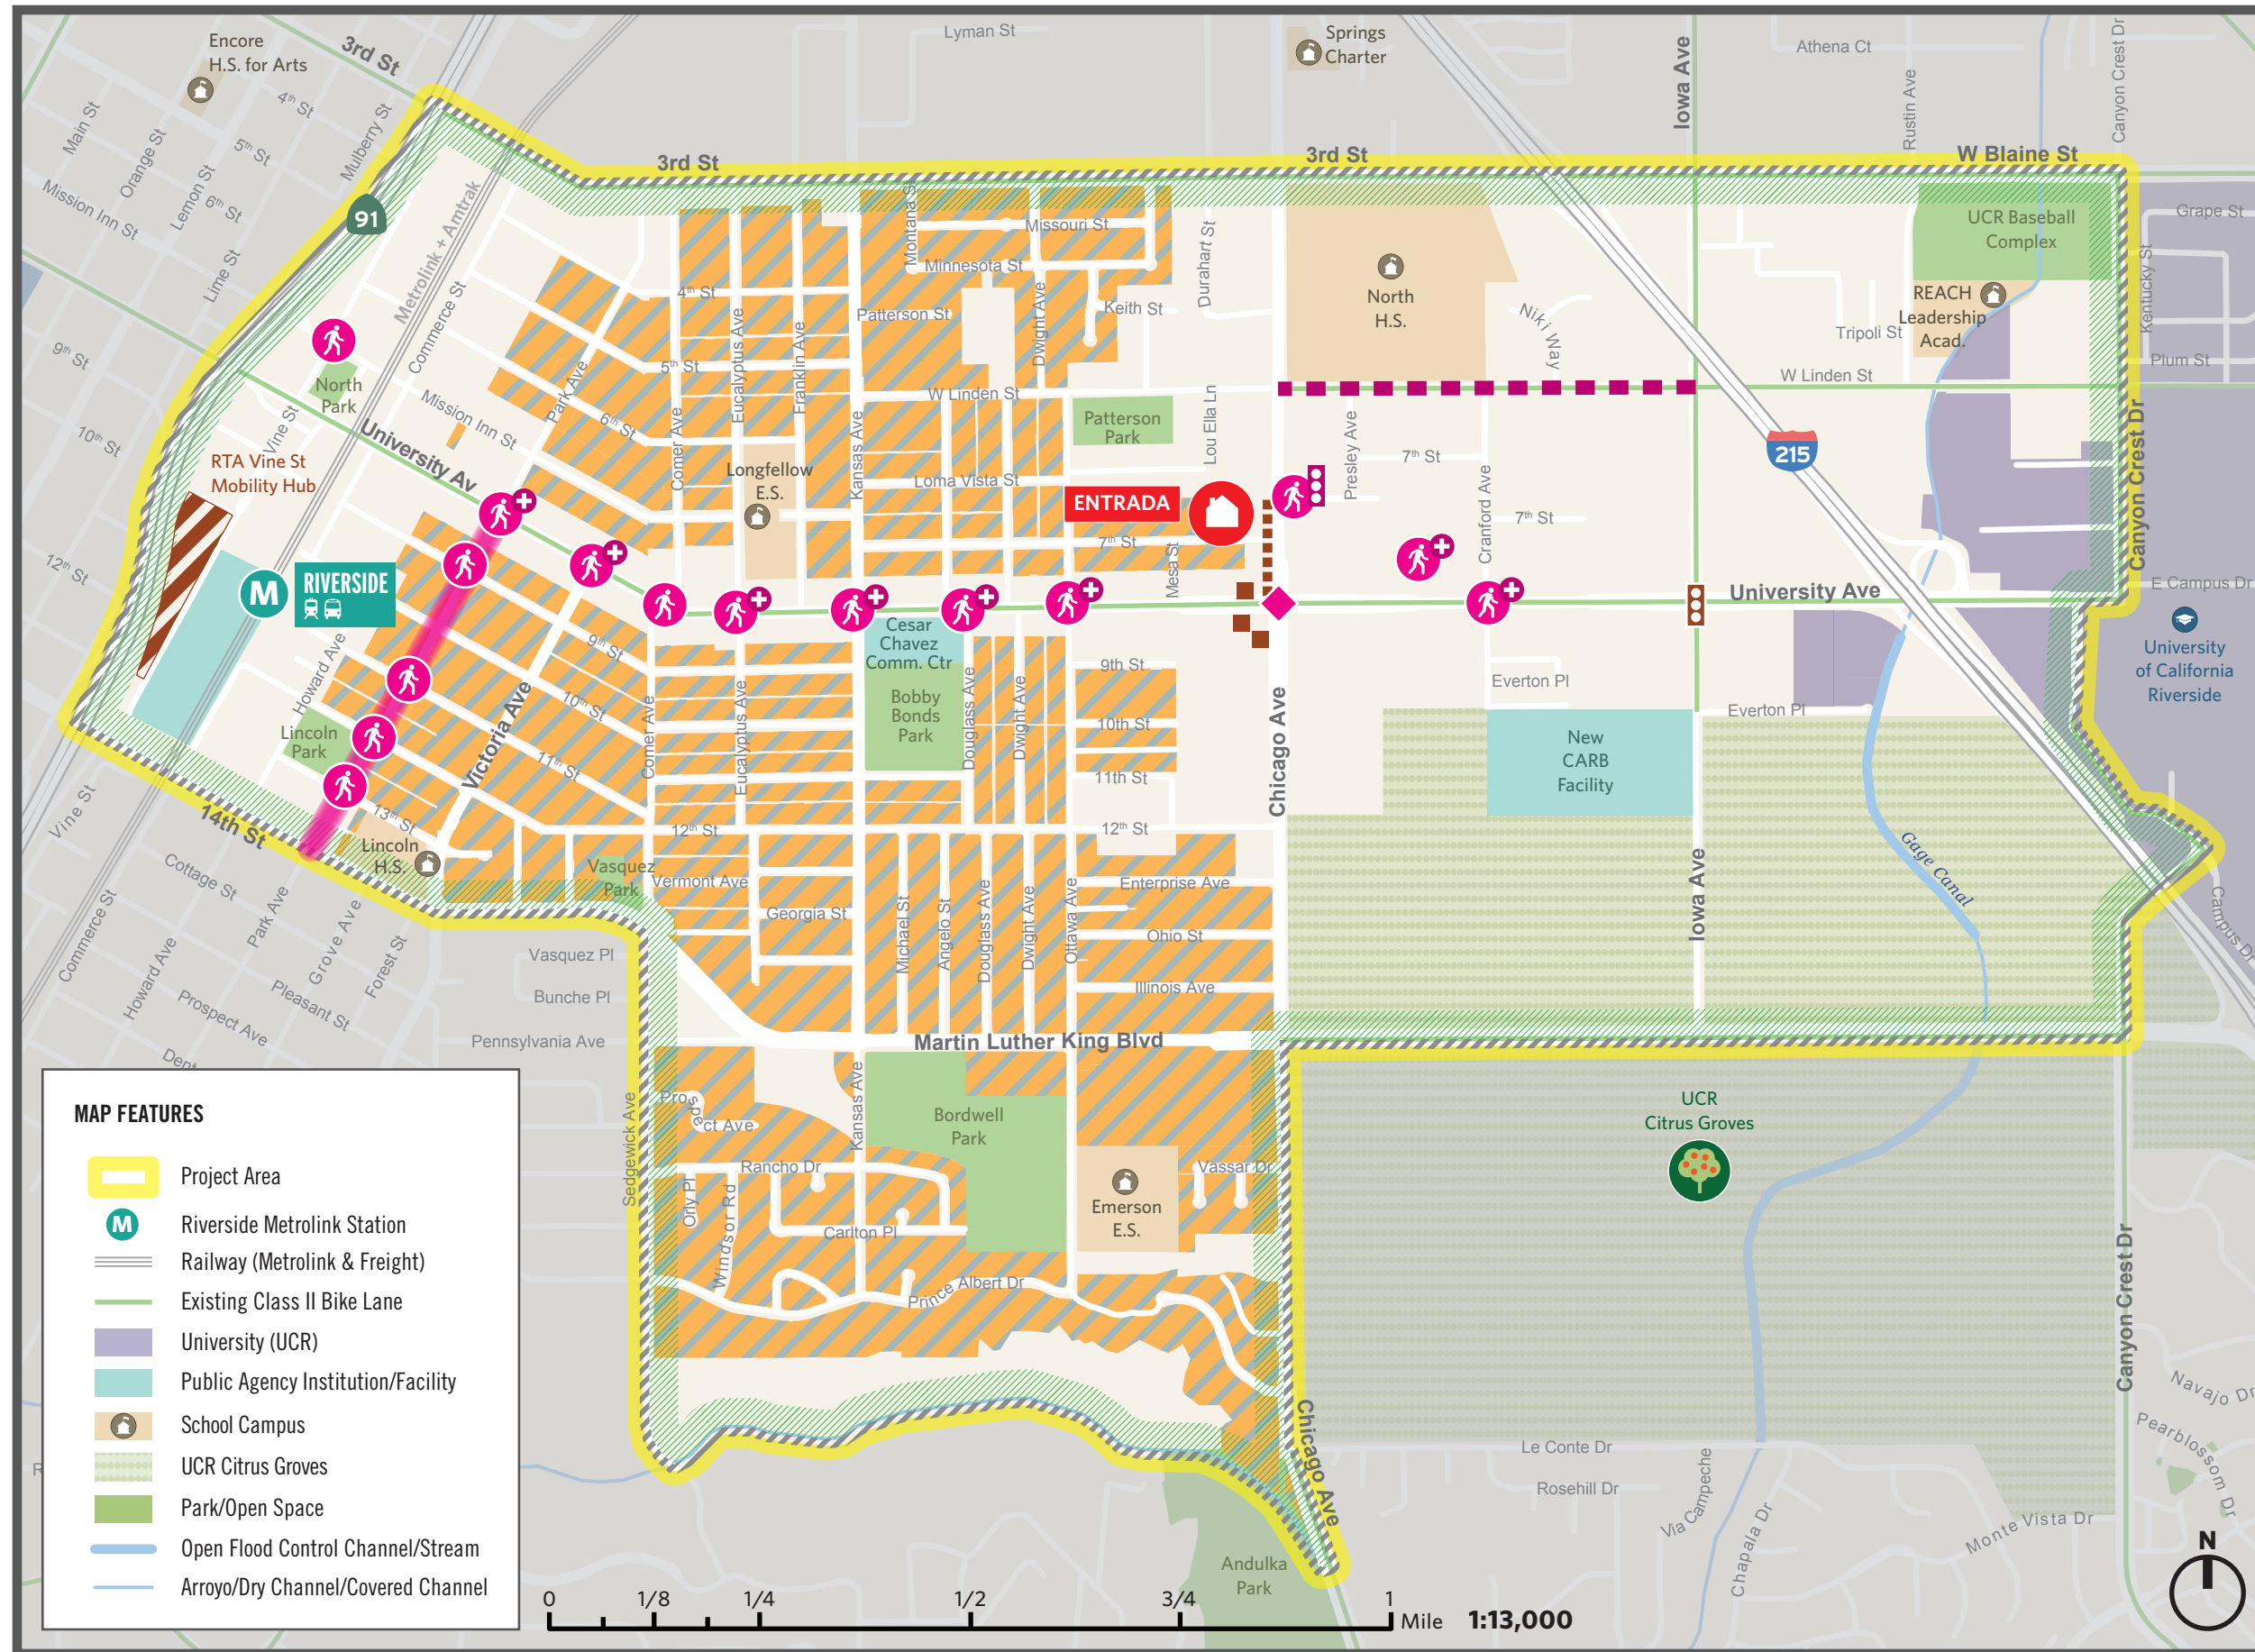 Encore
H.S. for Arts
3rd St
Lyman St
Springs
Charter
Iowa Ave
Athena Ct
Rustin Ave
Canyon Crest Dr
Main St
Orange St
4th St
5th St
6th St
Mulberry St
Lemon St
Mission Inn St
Lime St
91
Metrolink + Amtrak
Commerce St
3rd St
3rd St
W Blaine St
Montana St
Missouri St
Minnesota St
Durahart St
UCR Baseball
Complex
Grape St
Kentucky St
4th St
Patterson St
Keith St
Dwight Ave
North
H.S.
Niki Way
REACH
Leadership
Acad.
Tripoli St
Plum St
9th St
North
Park
Park Ave
5th St
Eucalyptus Ave
Franklin Ave
W Linden St
W Linden St
Mission Inn St
6th St
Comer Ave
Kansas Ave
Patterson
Park
Lou Ella Ln
Presley Ave
7th St
Cranford Ave
215
Canyon Crest Dr
10th St
Vine St
University Av
RTA Vine St
Mobility Hub
Longfellow
E.S.
Loma Vista St
ENTRADA
7th St
7th St
Mesa St
12th St
M
RIVERSIDE
University Ave
E Campus Dr
University
of California
Riverside
Howard Ave
9th St
Cesar
Chavez
Comm. Ctr
Bobby
Bonds
Park
9th St
Everton Pl
Everton Pl
Victoria Ave
10th St
Comer Ave
Eucalyptus Ave
Douglass Ave
Dwight Ave
10th St
Chicago Ave
Lincoln
Park
11th St
11th St
New
CARB
Facility
Vine St
14th St
13th St
Lincoln
H.S.
12th St
12th St
Gage Canal
Iowa Ave
Cottage St
Vasquez
Park
Vermont Ave
Georgia St
Enterprise Ave
Ohio St
Illinois Ave
Michael St
Angelo St
Douglass Ave
Dwight Ave
Ottawa Ave
Campus Dr
Commerce St
Park Ave
Grove Ave
Forest St
Howard Ave
Pleasant St
Prospect Ave
Dent
Vasquez Pl
Bunche Pl
Pennsylvania Ave
Martin Luther King Blvd
Sedgewick Ave
Prospect Ave
Kansas Ave
Bordwell
Park
UCR
Citrus Groves
Rancho Dr
Orly Pl
Windsor Rd
Carlton Pl
Emerson
E.S.
Vassar Dr
Prince Albert Dr
Canyon Crest Dr
Chicago Ave
Le Conte Dr
Rosehill Dr
Via Campeche
Chapala Dr
Monte Vista Dr
Navajo Dr
Pearblossom Dr
Andulka
Park
MAP FEATURES
Project Area
M
Riverside Metrolink Station
Railway (Metrolink & Freight)
Existing Class II Bike Lane
University (UCR)
Public Agency Institution/Facility
School Campus
UCR Citrus Groves
Park/Open Space
Open Flood Control Channel/Stream
Arroyo/Dry Channel/Covered Channel
R
0 1/8 1/4 1/2 3/4 1
Mile 1:13,000
N